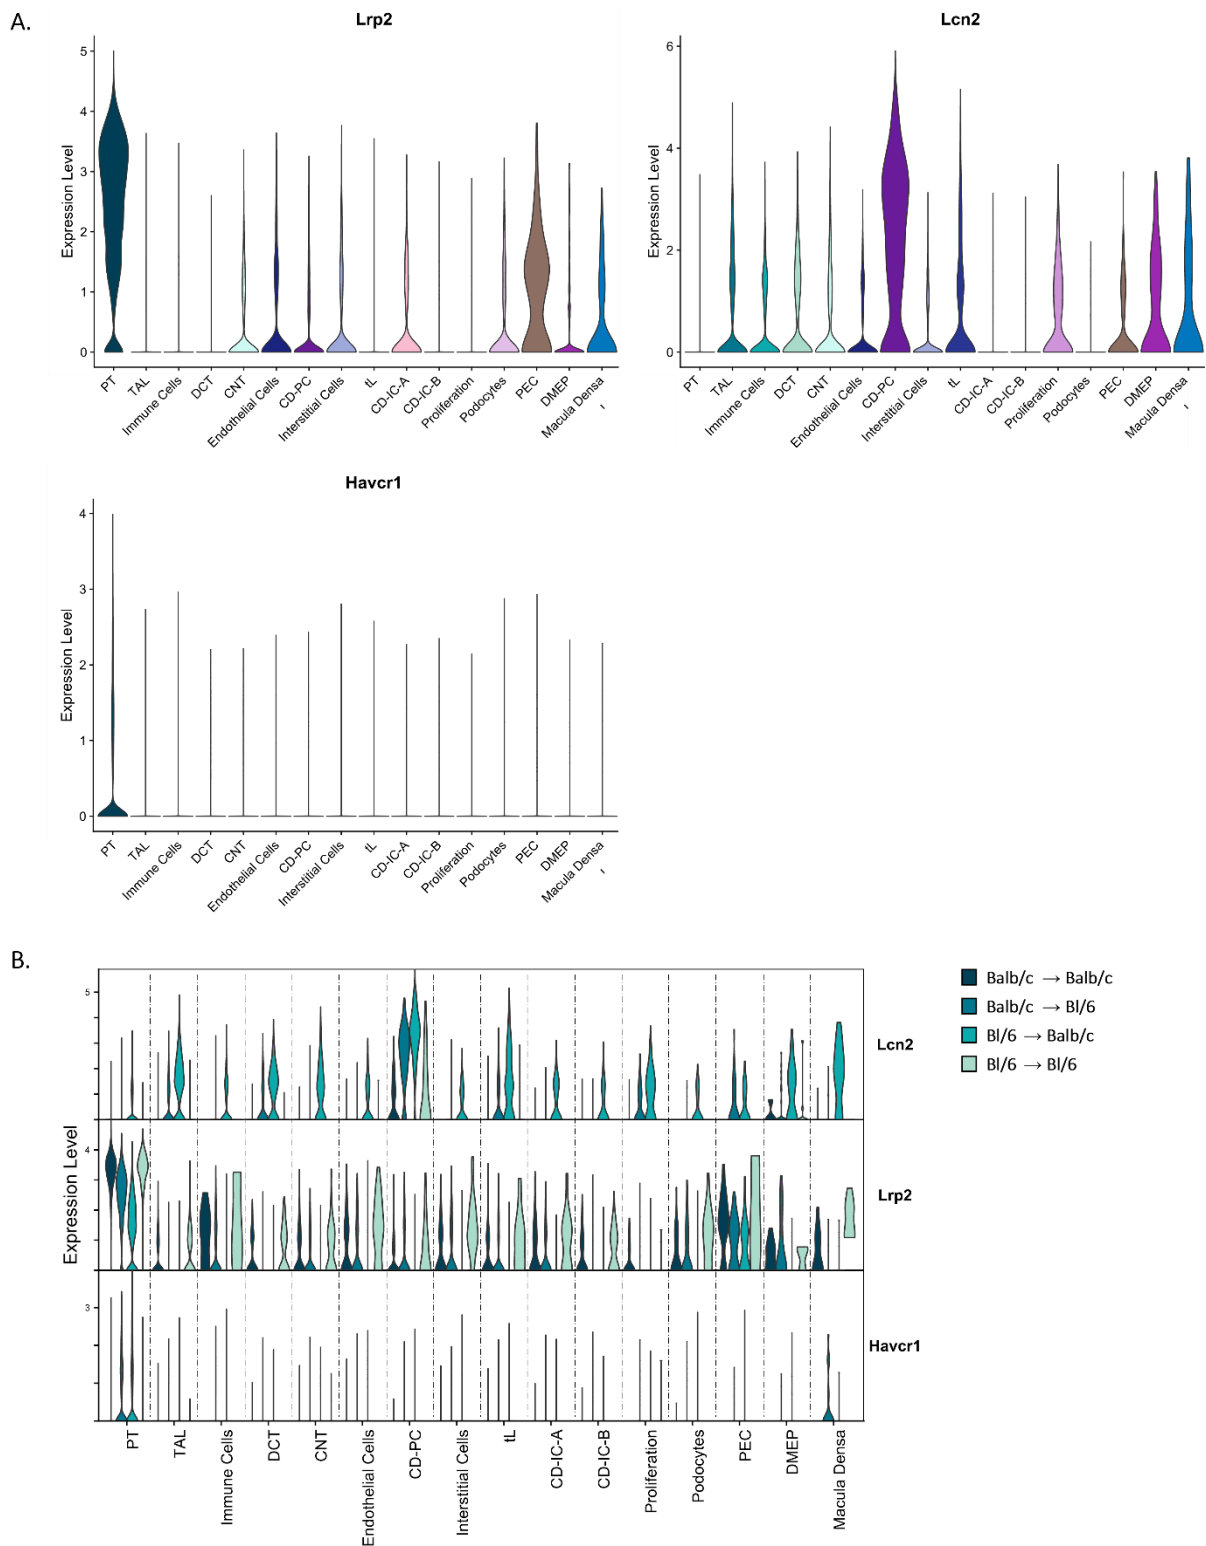 A.
Lrp2
Expression Level
5
4
3
2
1
0
PT
TAL
Immune Cells
DCT
CNT
Endothelial Cells
CD-PC
Interstitial Cells
tL
CD-IC-A
CD-IC-B
Proliferation
Podocytes
PEC
DMEP
Macula Densa
Lcn2
Expression Level
6
4
2
0
PT
TAL
Immune Cells
DCT
CNT
Endothelial Cells
CD-PC
Interstitial Cells
tL
CD-IC-A
CD-IC-B
Proliferation
Podocytes
PEC
DMEP
Macula Densa
Havcr1
Expression Level
4
3
2
1
0
PT
TAL
Immune Cells
DCT
CNT
Endothelial Cells
CD-PC
Interstitial Cells
tL
CD-IC-A
CD-IC-B
Proliferation
Podocytes
PEC
DMEP
Macula Densa
B.
Expression Level
5
Lcn2
4
Lrp2
3
Havcr1
PT
TAL
Immune Cells
DCT
CNT
Endothelial Cells
CD-PC
Interstitial Cells
tL
CD-IC-A
CD-IC-B
Proliferation
Podocytes
PEC
DMEP
Macula Densa
Balb/c → Balb/c
Balb/c → Bl/6
Bl/6 → Balb/c
Bl/6 → Bl/6